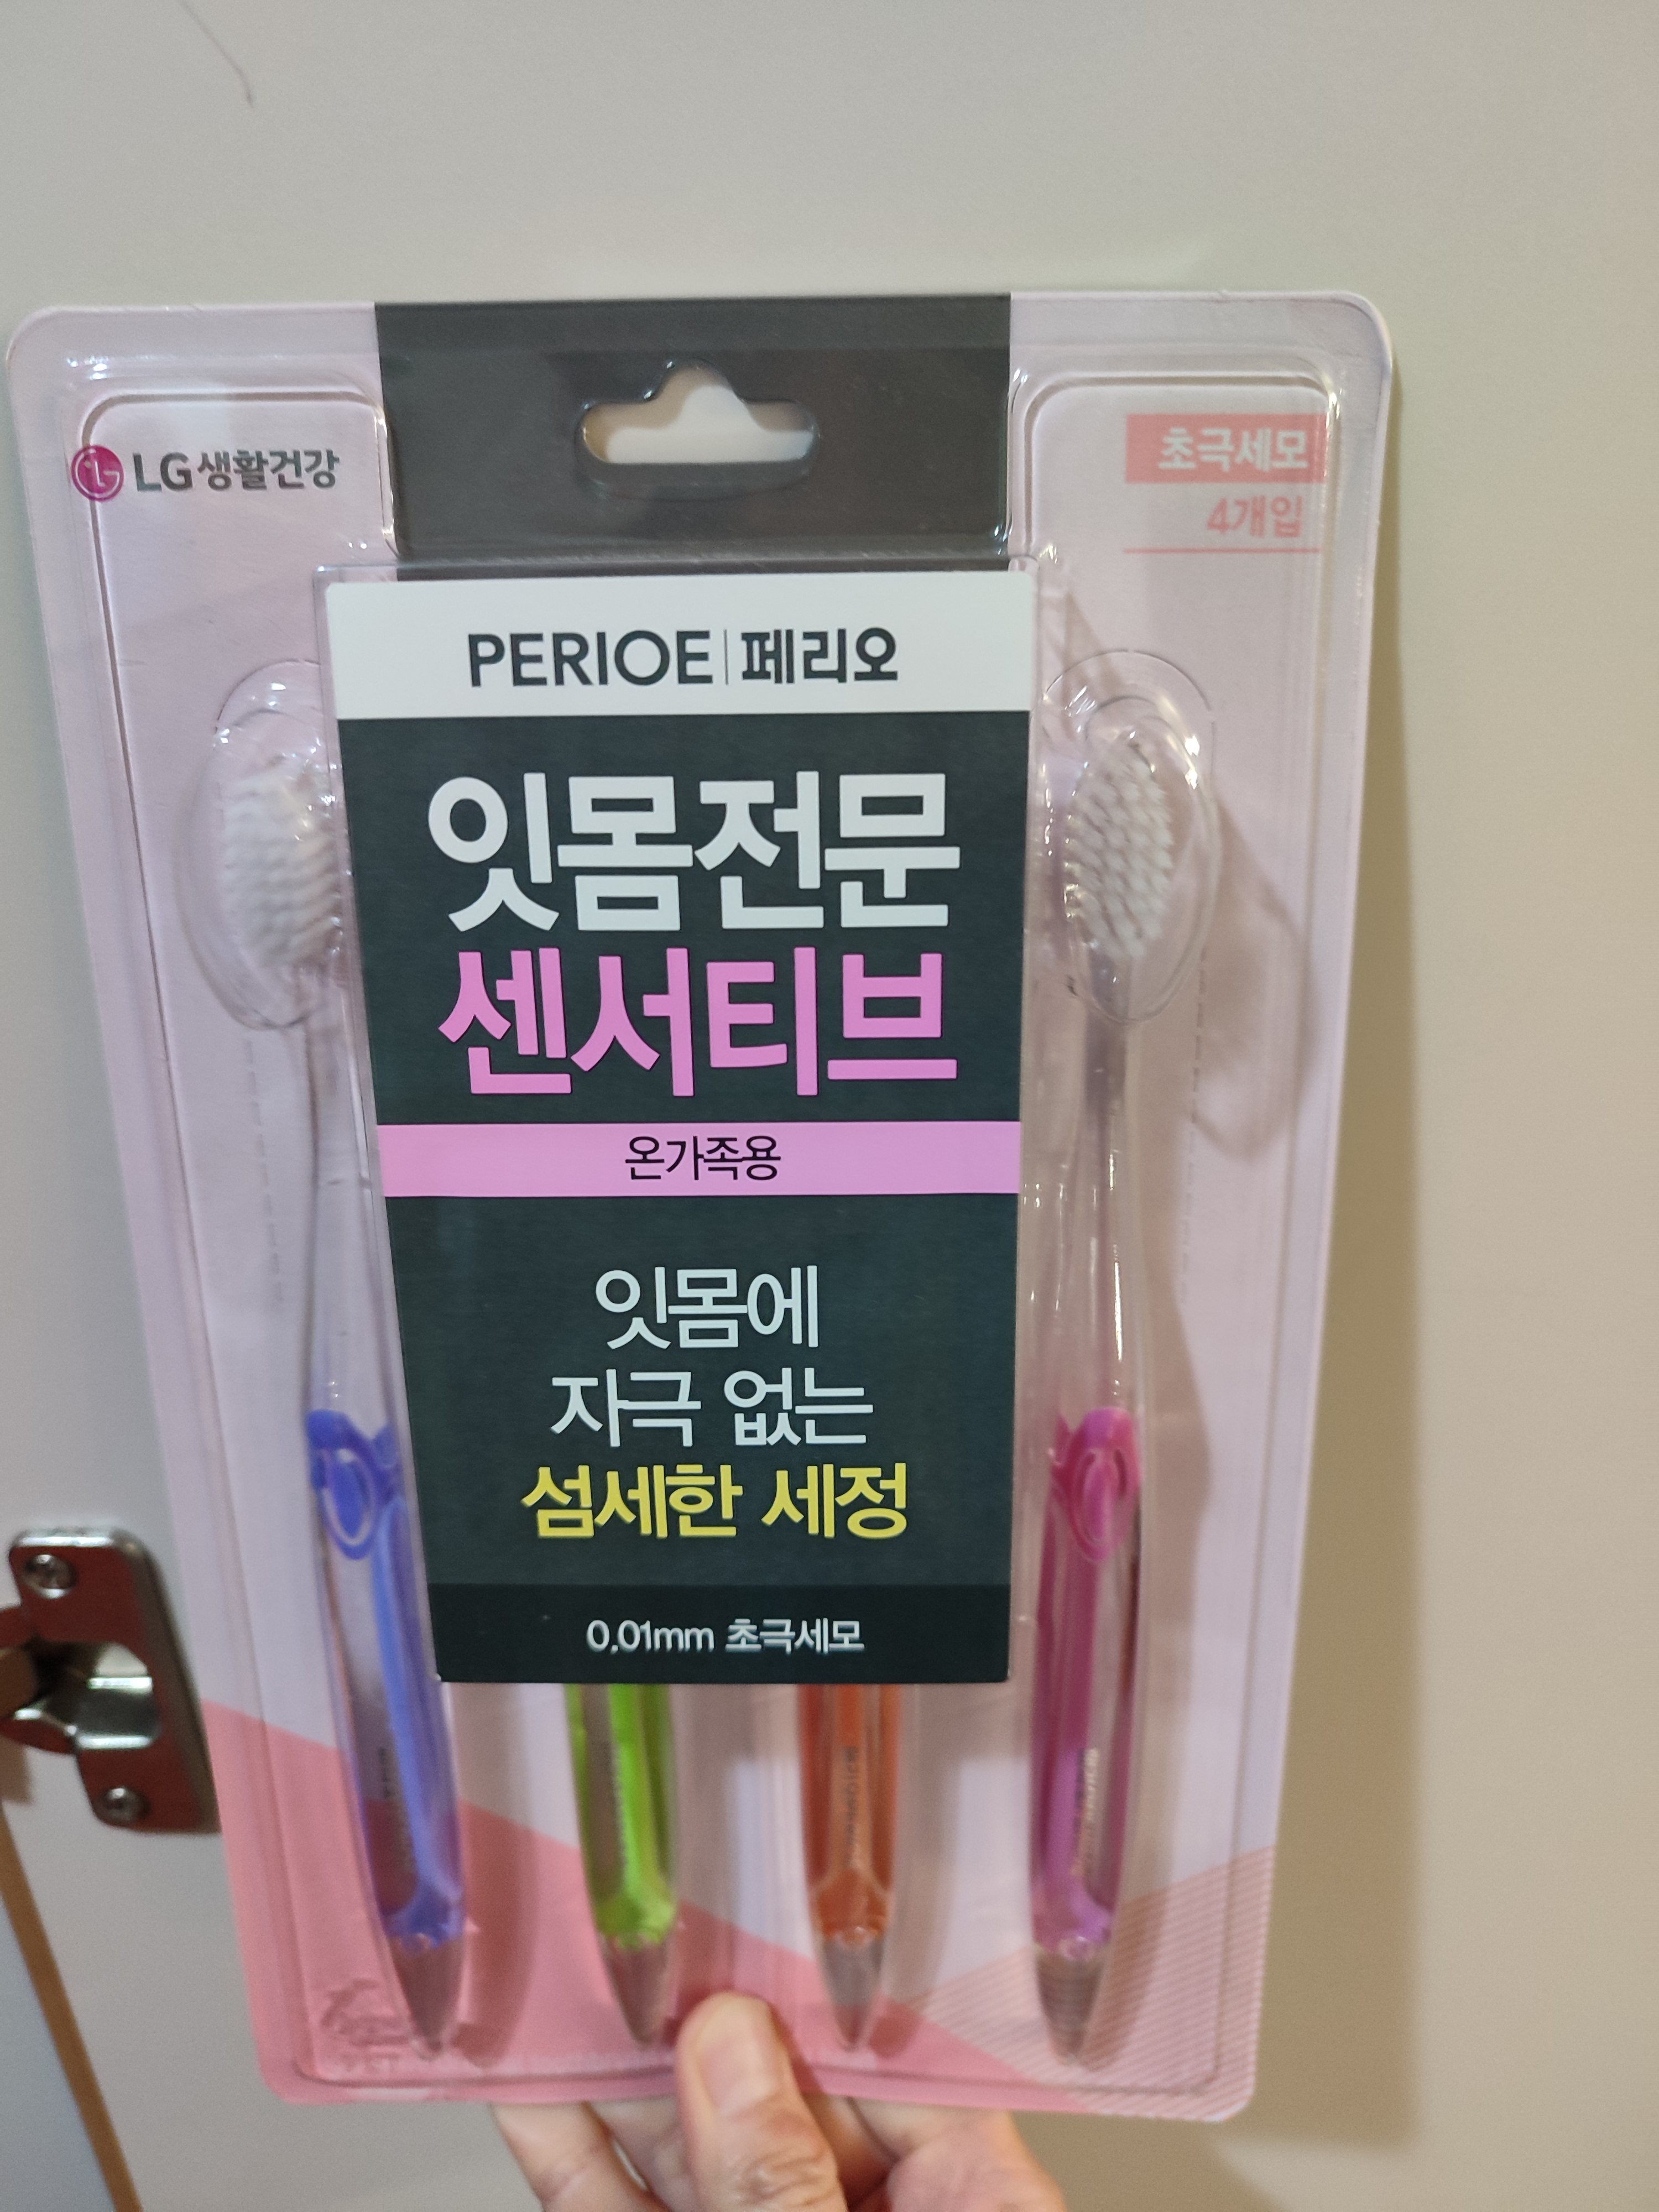 LG생활건강
초극세모
4개입
PERIOE | 페리오
잇몸전문
센서티브
온가족용
잇몸에
자극 없는
섬세한 세정
0.01mm 초극세모